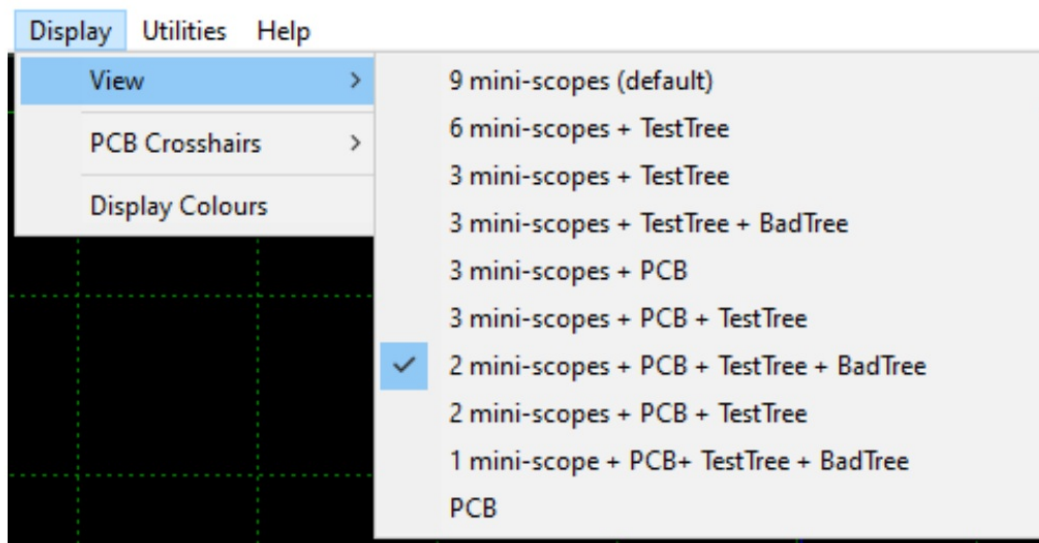 Display Utilities Help
View
PCB Crosshairs
Display Colours
9 mini-scopes (default)
6 mini-scopes + TestTree
3 mini-scopes + TestTree
3 mini-scopes + TestTree + BadTree
3 mini-scopes + PCB
3 mini-scopes + PCB + TestTree
2 mini-scopes + PCB + TestTree + BadTree
2 mini-scopes + PCB + TestTree
1 mini-scope + PCB+ TestTree + BadTree
PCB